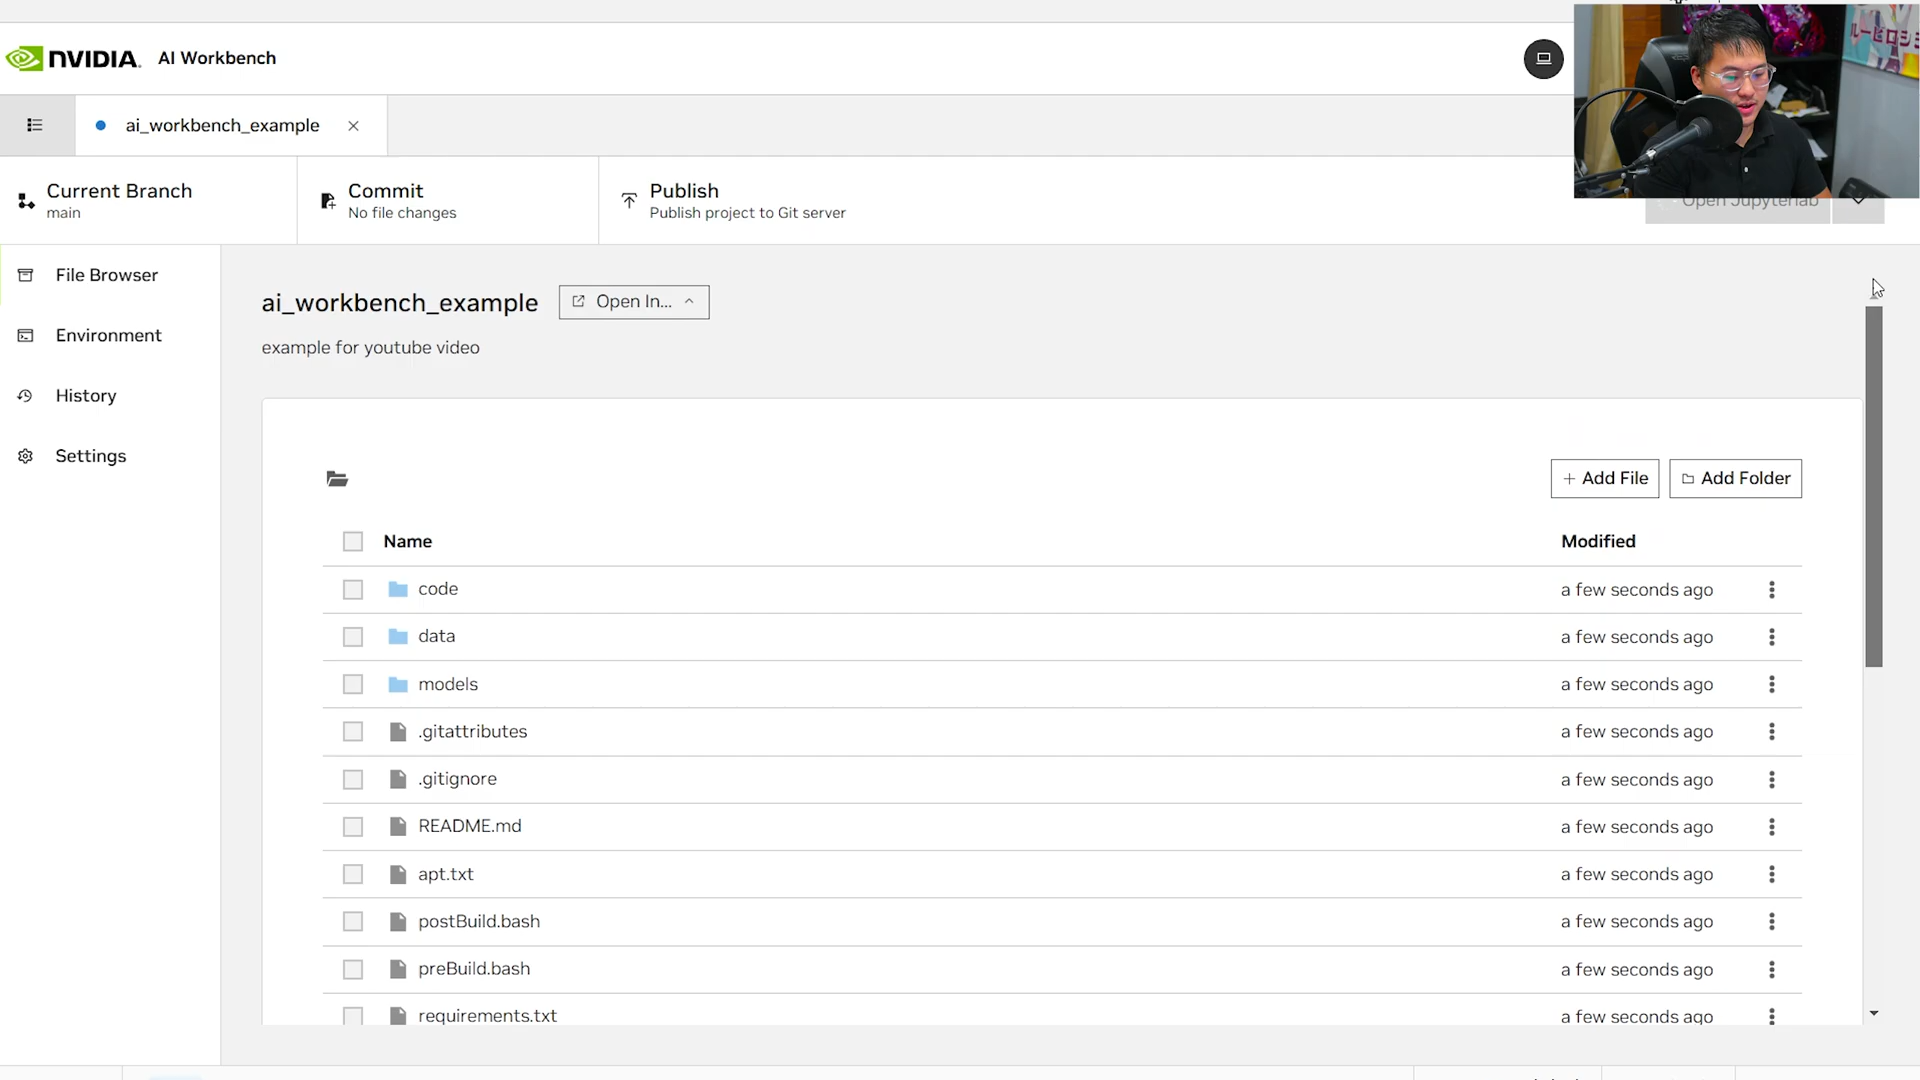 NVIDIA. AI Workbench
ai_workbench_example
Current Branch
main
Commit
No file changes
Publish
Publish project to Git server
Open Jupyterlab
File Browser
Environment
History
Settings
ai_workbench_example
Open In...
example for youtube video
Add File
Add Folder
Name Modified
code a few seconds ago
data a few seconds ago
models a few seconds ago
.gitattributes a few seconds ago
.gitignore a few seconds ago
README.md a few seconds ago
apt.txt a few seconds ago
postBuild.bash a few seconds ago
preBuild.bash a few seconds ago
requirements.txt a few seconds ago